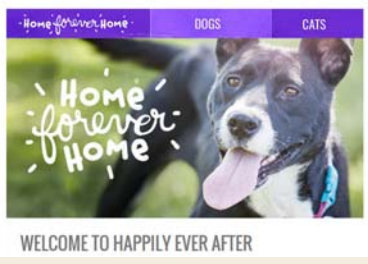 Home forever Home
DOGS
CATS
Home
forever
Home
WELCOME TO HAPPILY EVER AFTER